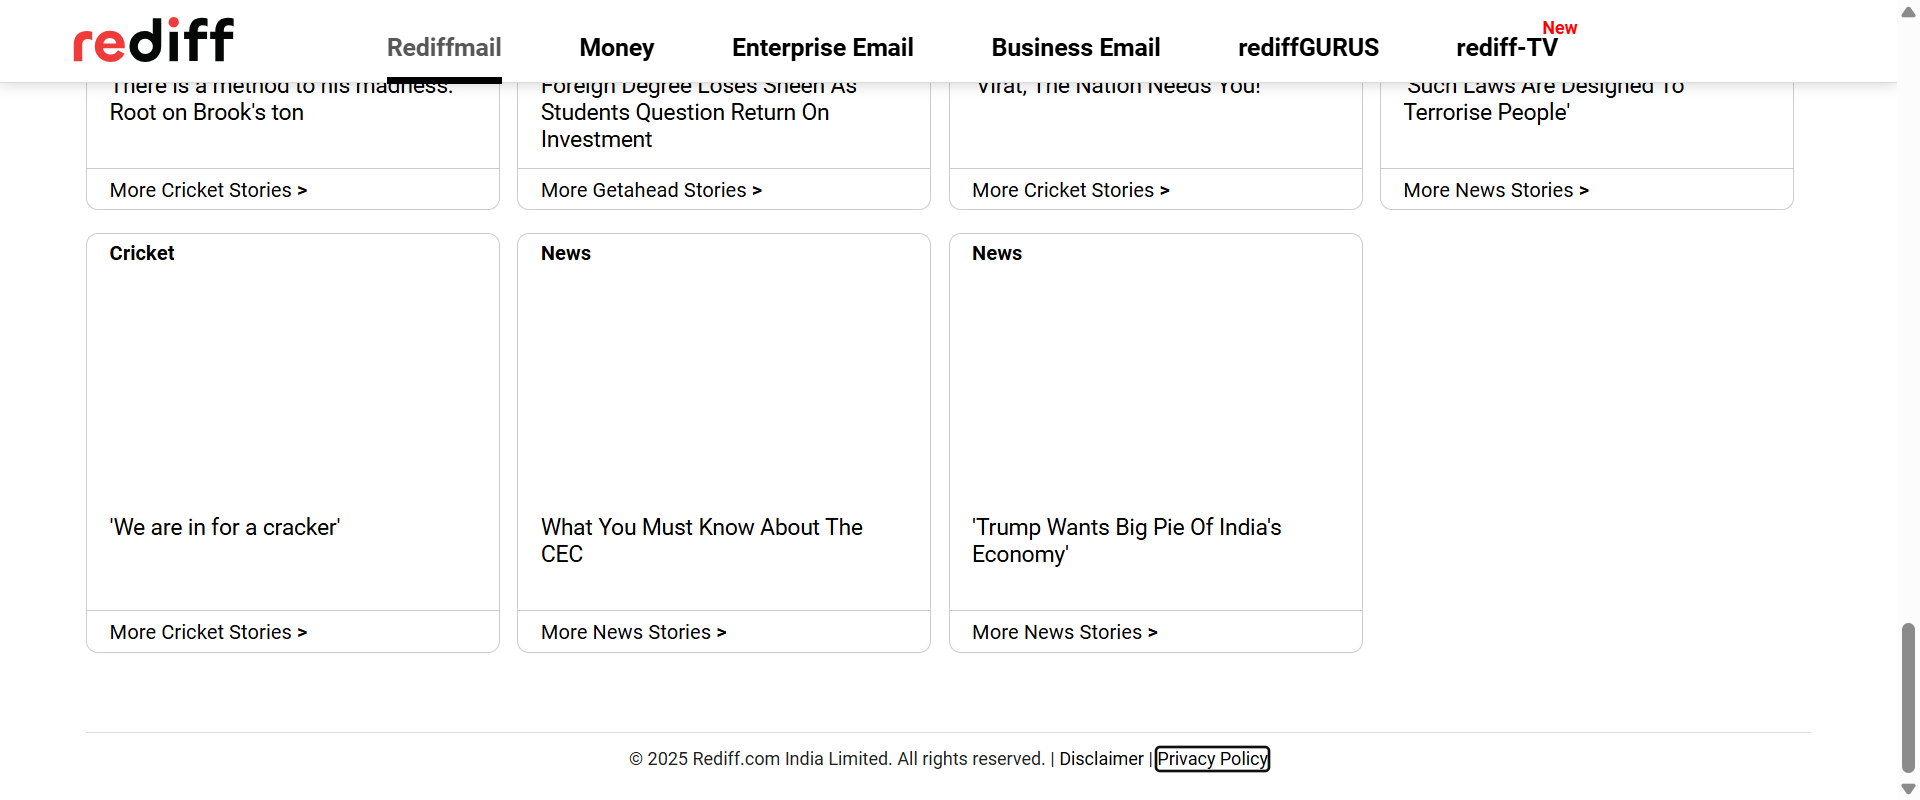 rediff
Rediffmail
Money
Enterprise Email
Business Email
rediffGURUS
rediff-TV
New
There is a method to his madness:
Root on Brook's ton
More Cricket Stories >
Foreign Degree Loses Sheen As
Students Question Return On
Investment
More Getahead Stories >
Virat, The Nation Needs You!
More Cricket Stories >
'Such Laws Are Designed To
Terrorise People'
More News Stories >
Cricket
'We are in for a cracker'
More Cricket Stories >
News
What You Must Know About The
CEC
More News Stories >
News
'Trump Wants Big Pie Of India's
Economy'
More News Stories >
© 2025 Rediff.com India Limited. All rights reserved. | Disclaimer | Privacy Policy